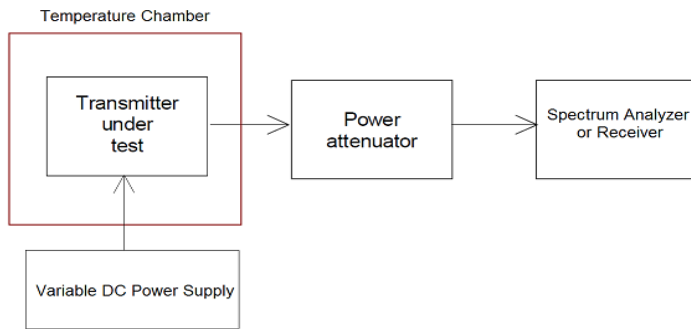 Temperature Chamber
Transmitter
under
test
Power
attenuator
Spectrum Analyzer
or Receiver
Variable DC Power Supply